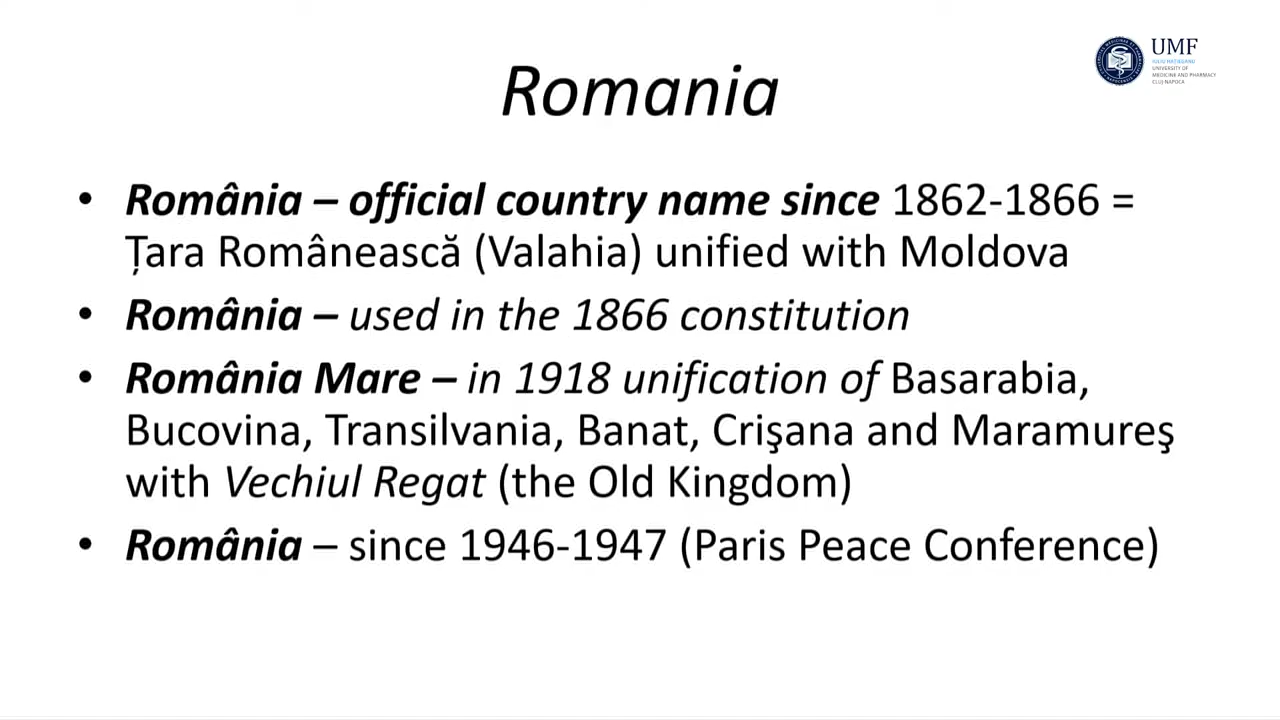 UMF
IULIU HAȚIEGANU
UNIVERSITY OF
MEDICINE AND PHARMACY
CLUJ-NAPOCA
Romania
• România – official country name since 1862-1866 =
Țara Românească (Valahia) unified with Moldova
• România – used in the 1866 constitution
• România Mare – in 1918 unification of Basarabia,
Bucovina, Transilvania, Banat, Crişana and Maramureş
with Vechiul Regat (the Old Kingdom)
• România – since 1946-1947 (Paris Peace Conference)